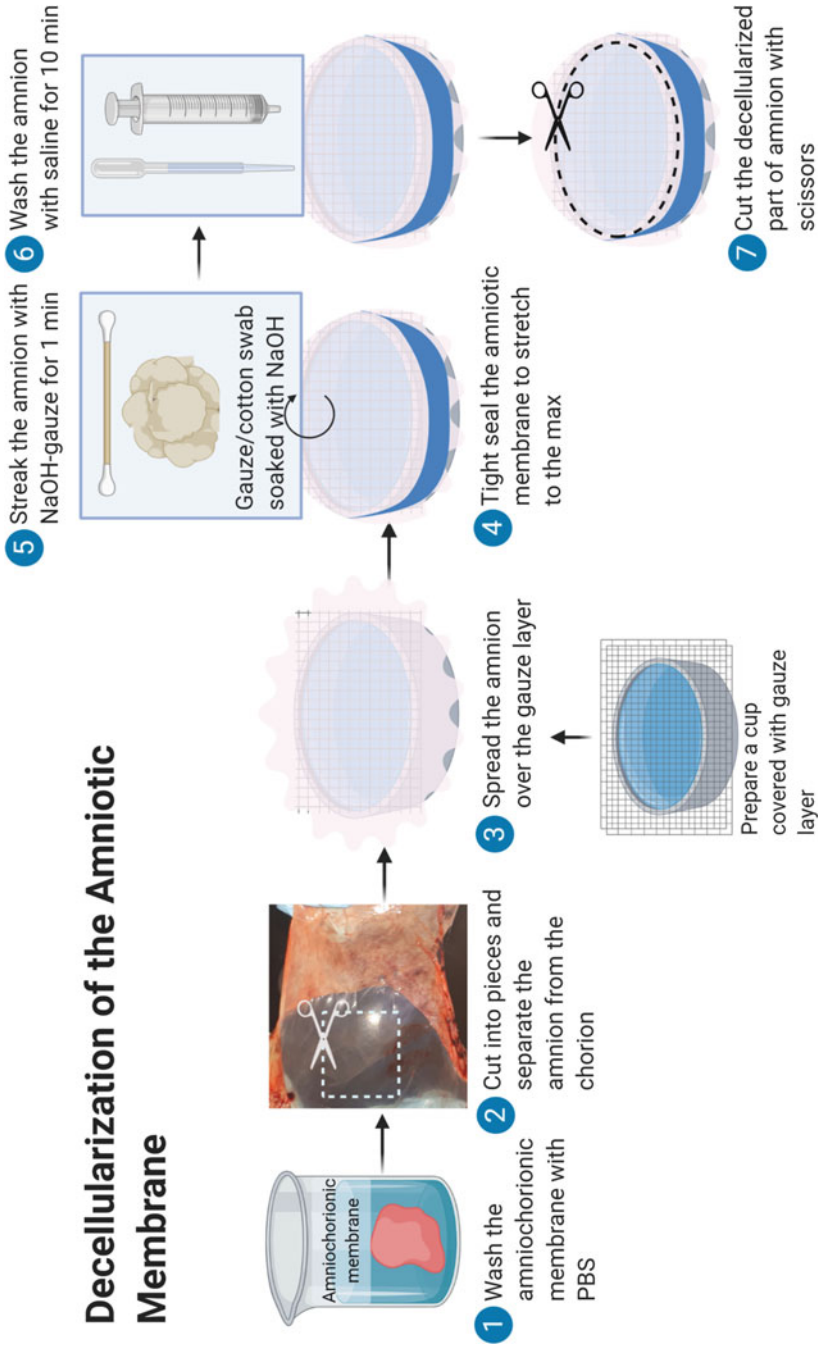 Decellularization of the Amniotic
Membrane
Amniochorionic
membrane
1 Wash the
amniochorionic
membrane with
PBS
2 Cut into pieces and
separate the
amnion from the
chorion
3 Spread the amnion
over the gauze layer
Prepare a cup
covered with gauze
layer
4 Tight seal the amniotic
membrane to stretch
to the max
5 Streak the amnion with
NaOH-gauze for 1 min
Gauze/cotton swab
soaked with NaOH
6 Wash the amnion
with saline for 10 min
7 Cut the decellularized
part of amnion with
scissors